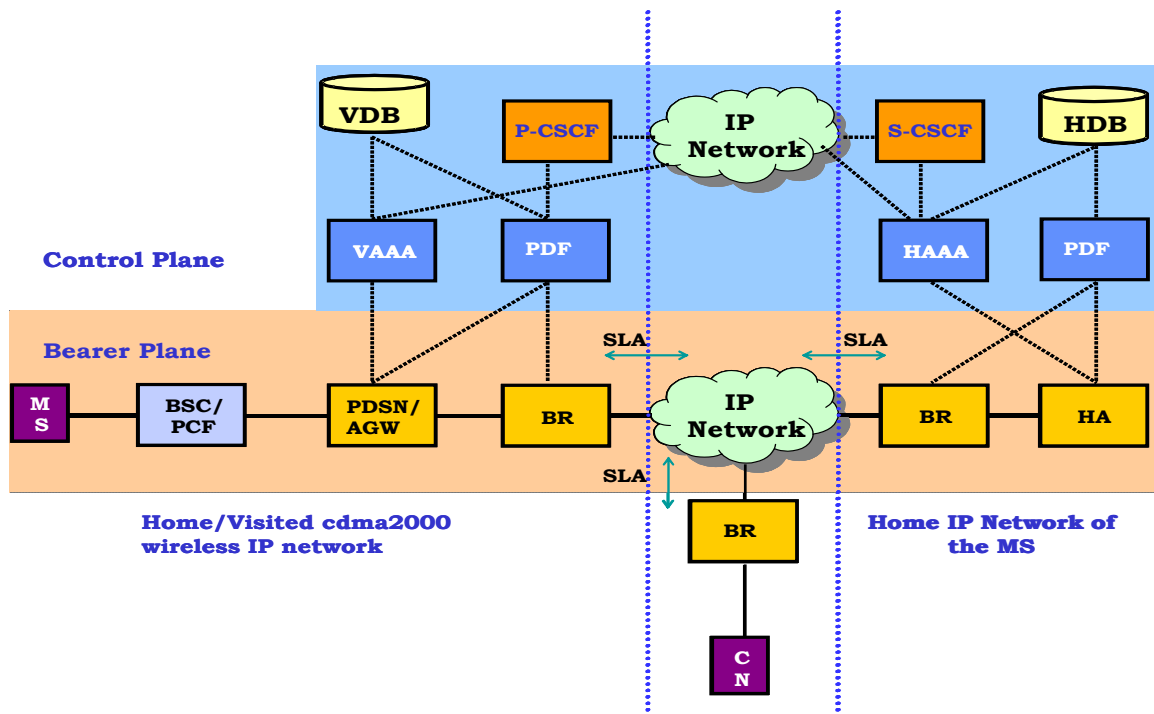 VDB
P-CSCF
IP
Network
S-CSCF
HDB
VAAA
PDF
HAAA
PDF
Control Plane
Bearer Plane
SLA
SLA
M
S
BSC/
PCF
PDSN/
AGW
BR
IP
Network
BR
HA
SLA
Home/Visited cdma2000
wireless IP network
BR
Home IP Network of
the MS
C
N